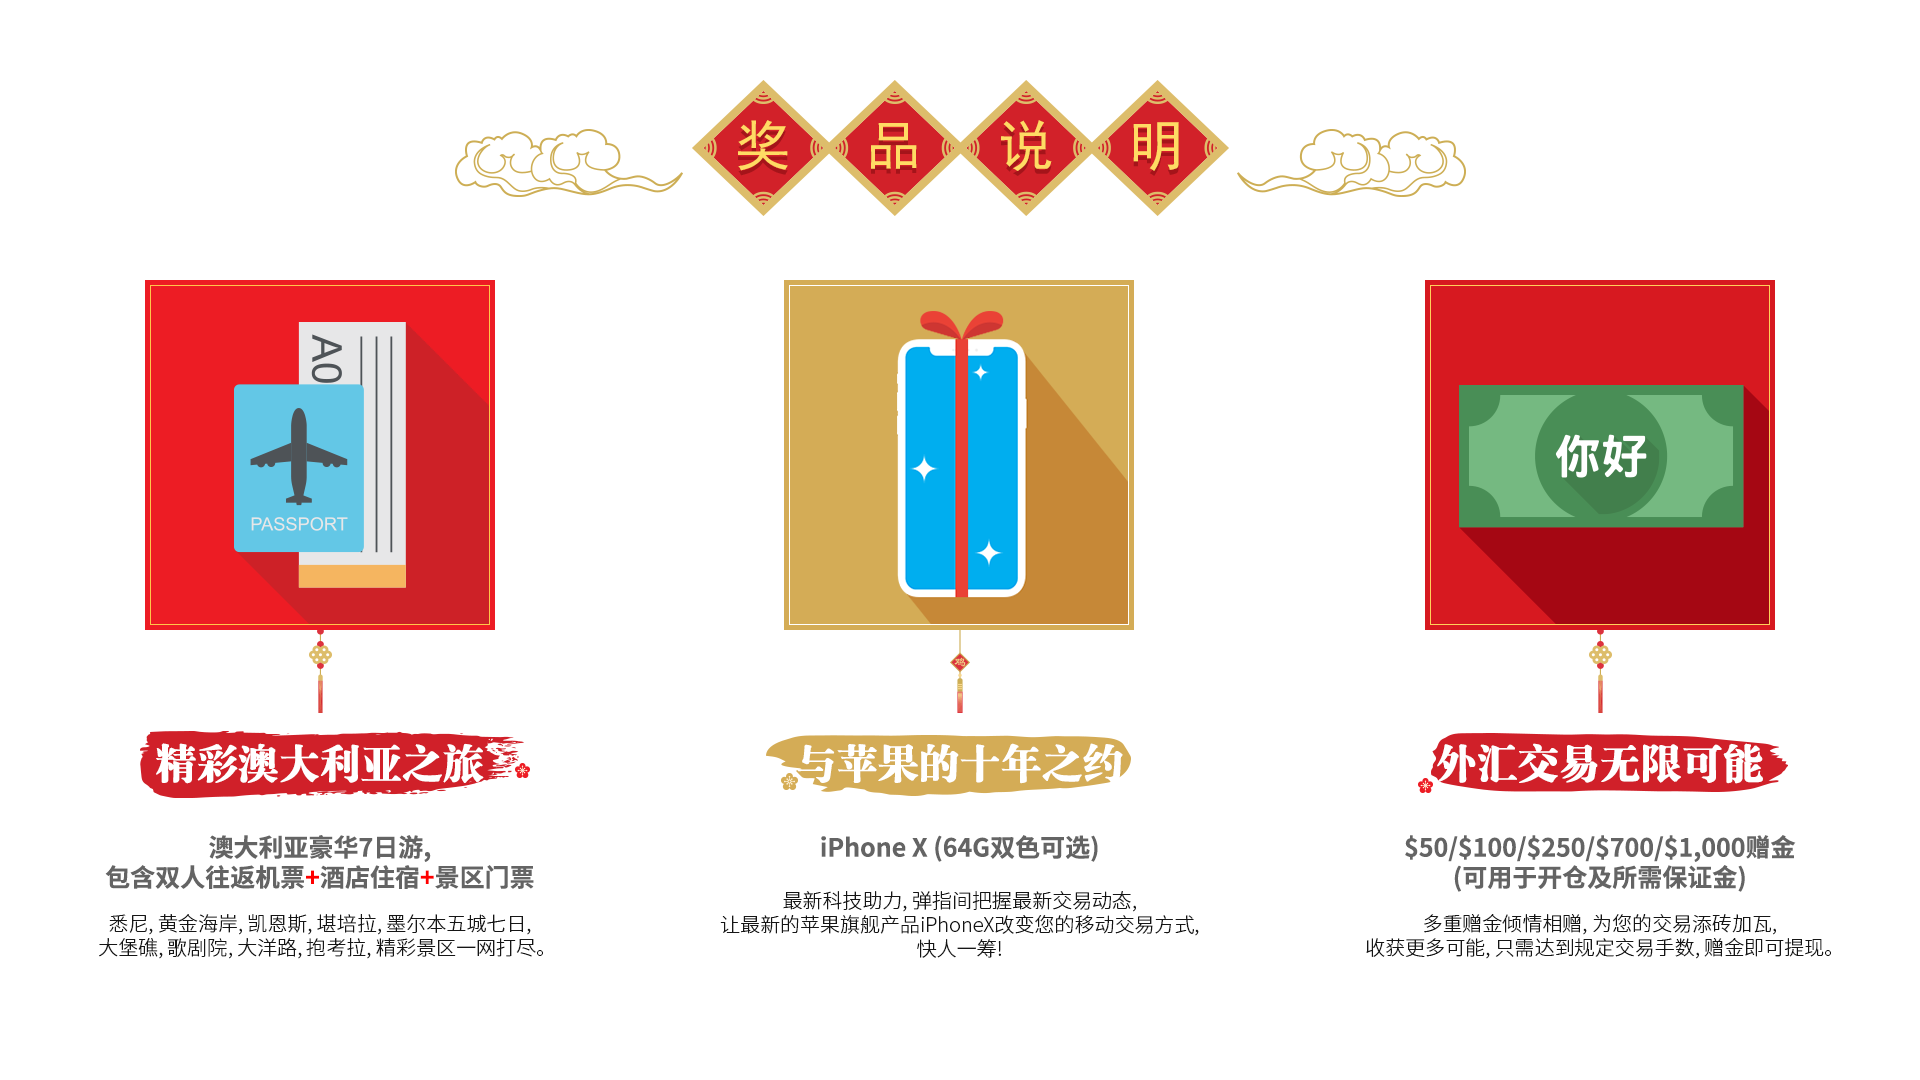 奖品说明
A0
PASSPORT
你好
鸡
精彩澳大利亚之旅
与苹果的十年之约
外汇交易无限可能
澳大利亚豪华7日游,
包含双人往返机票+酒店住宿+景区门票
悉尼, 黄金海岸, 凯恩斯, 堪培拉, 墨尔本五城七日,
大堡礁, 歌剧院, 大洋路, 抱考拉, 精彩景区一网打尽。
iPhone X (64G双色可选)
最新科技助力, 弹指间把握最新交易动态,
让最新的苹果旗舰产品iPhoneX改变您的移动交易方式,
快人一筹!
$50/$100/$250/$700/$1,000赠金
(可用于开仓及所需保证金)
多重赠金倾情相赠, 为您的交易添砖加瓦,
收获更多可能, 只需达到规定交易手数, 赠金即可提现。